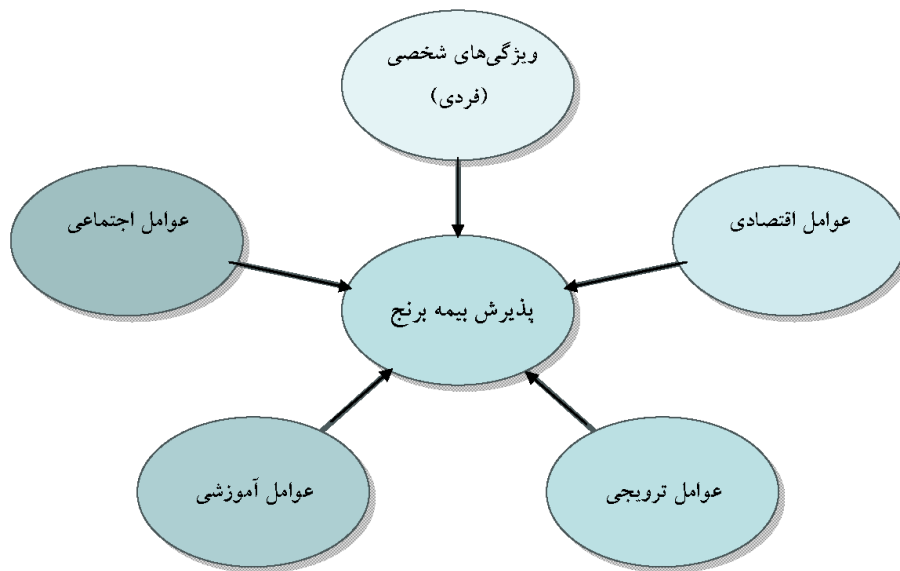 ویژگی‌های شخصی
(فردی)
عوامل اقتصادی
عوامل اجتماعی
پذیرش بیمه برنج
عوامل ترویجی
عوامل آموزشی